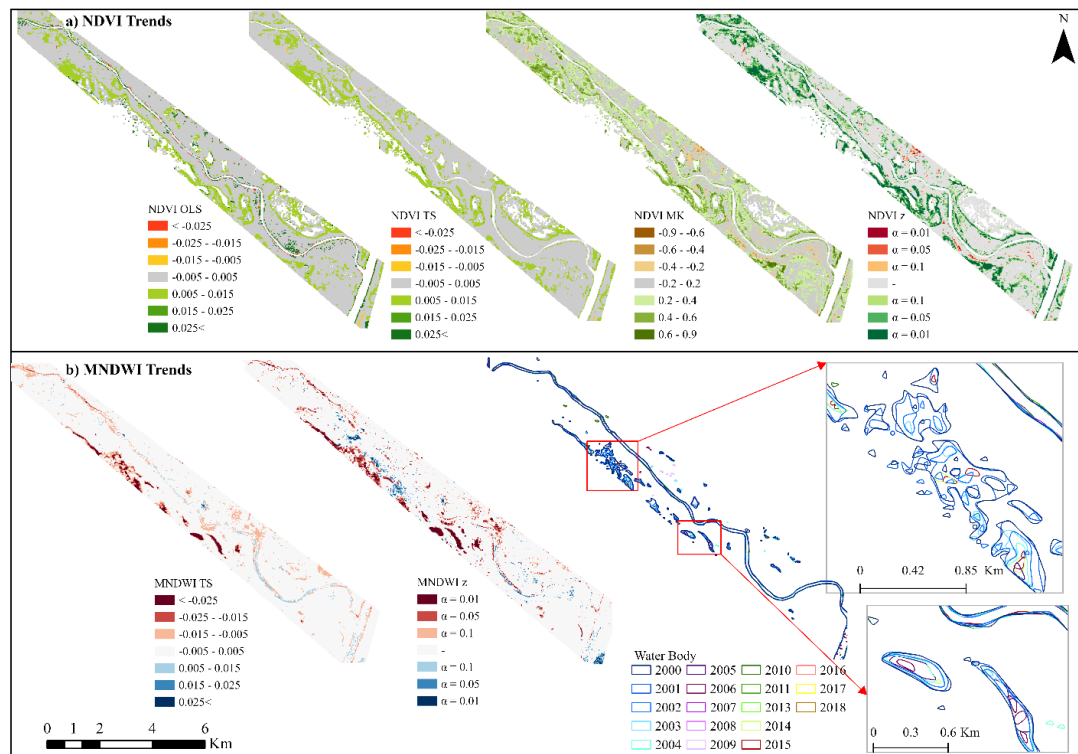 a) NDVI Trends
N
NDVI OLS
< -0.025
-0.025 - -0.015
-0.015 - -0.005
-0.005 - 0.005
0.005 - 0.015
0.015 - 0.025
0.025<
NDVI TS
< -0.025
-0.025 - -0.015
-0.015 - -0.005
-0.005 - 0.005
0.005 - 0.015
0.015 - 0.025
0.025<
NDVI MK
-0.9 - -0.6
-0.6 - -0.4
-0.4 - -0.2
-0.2 - 0.2
0.2 - 0.4
0.4 - 0.6
0.6 - 0.9
NDVI z
α = 0.01
α = 0.05
α = 0.1
-
α = 0.1
α = 0.05
α = 0.01
b) MNDWI Trends
MNDWI TS
< -0.025
-0.025 - -0.015
-0.015 - -0.005
-0.005 - 0.005
0.005 - 0.015
0.015 - 0.025
0.025<
MNDWI z
α = 0.01
α = 0.05
α = 0.1
-
α = 0.1
α = 0.05
α = 0.01
Water Body
2000 2005 2010 2016
2001 2006 2011 2017
2002 2007 2013 2018
2003 2008 2014
2004 2009 2015
0 0.42 0.85 Km
0 0.3 0.6 Km
0 1 2 4 6
Km